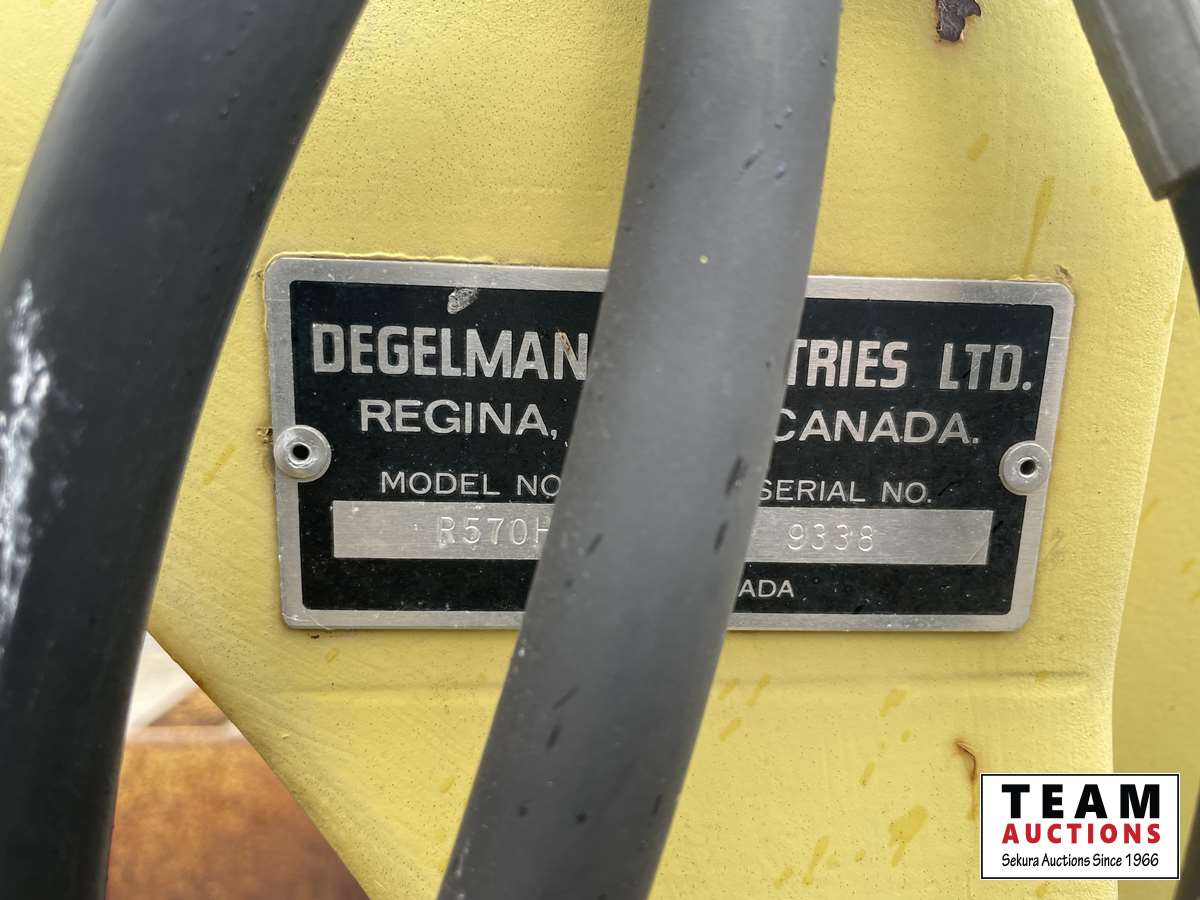 DEGELMAN TRIES LTD.
REGINA, CANADA.
MODEL NO SERIAL NO.
R570H 9338
ADA
TEAM
AUCTIONS
Sekura Auctions Since 1966